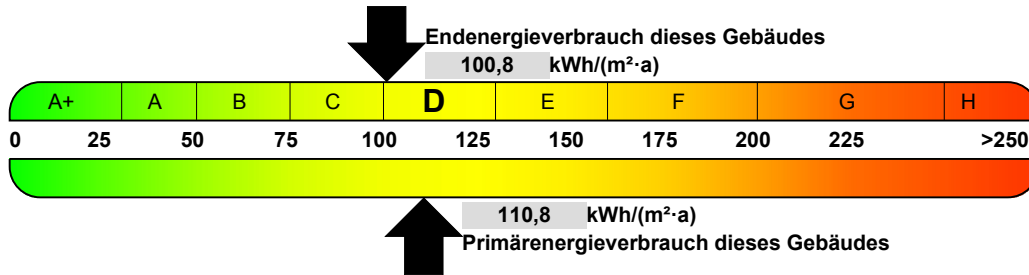 Endenergieverbrauch dieses Gebäudes
100,8 kWh/(m²·a)
A+ A B C D E F G H
0 25 50 75 100 125 150 175 200 225 >250
110,8 kWh/(m²·a)
Primärenergieverbrauch dieses Gebäudes